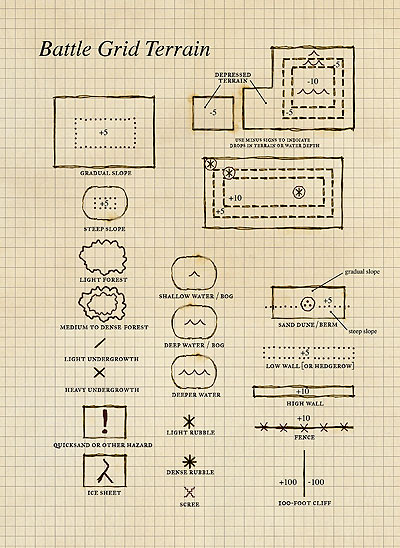 Battle Grid Terrain
DEPRESSED
TERRAIN
-5
-5
-10
-5
USE MINUS SIGNS TO INDICATE
DROPS IN TERRAIN OR WATER DEPTH
+5
GRADUAL SLOPE
+10
+5
+5
STEEP SLOPE
LIGHT FOREST
SHALLOW WATER / BOG
gradual slope
+5
SAND DUNE/BERM
steep slope
MEDIUM TO DENSE FOREST
DEEP WATER / BOG
LIGHT UNDERGROWTH
+5
LOW WALL [OR HEDGEROW]
HEAVY UNDERGROWTH
DEEPER WATER
+10
HIGH WALL
!
QUICKSAND OR OTHER HAZARD
LIGHT RUBBLE
+10
FENCE
ICE SHEET
DENSE RUBBLE
SCREE
+100
-100
100-FOOT CLIFF